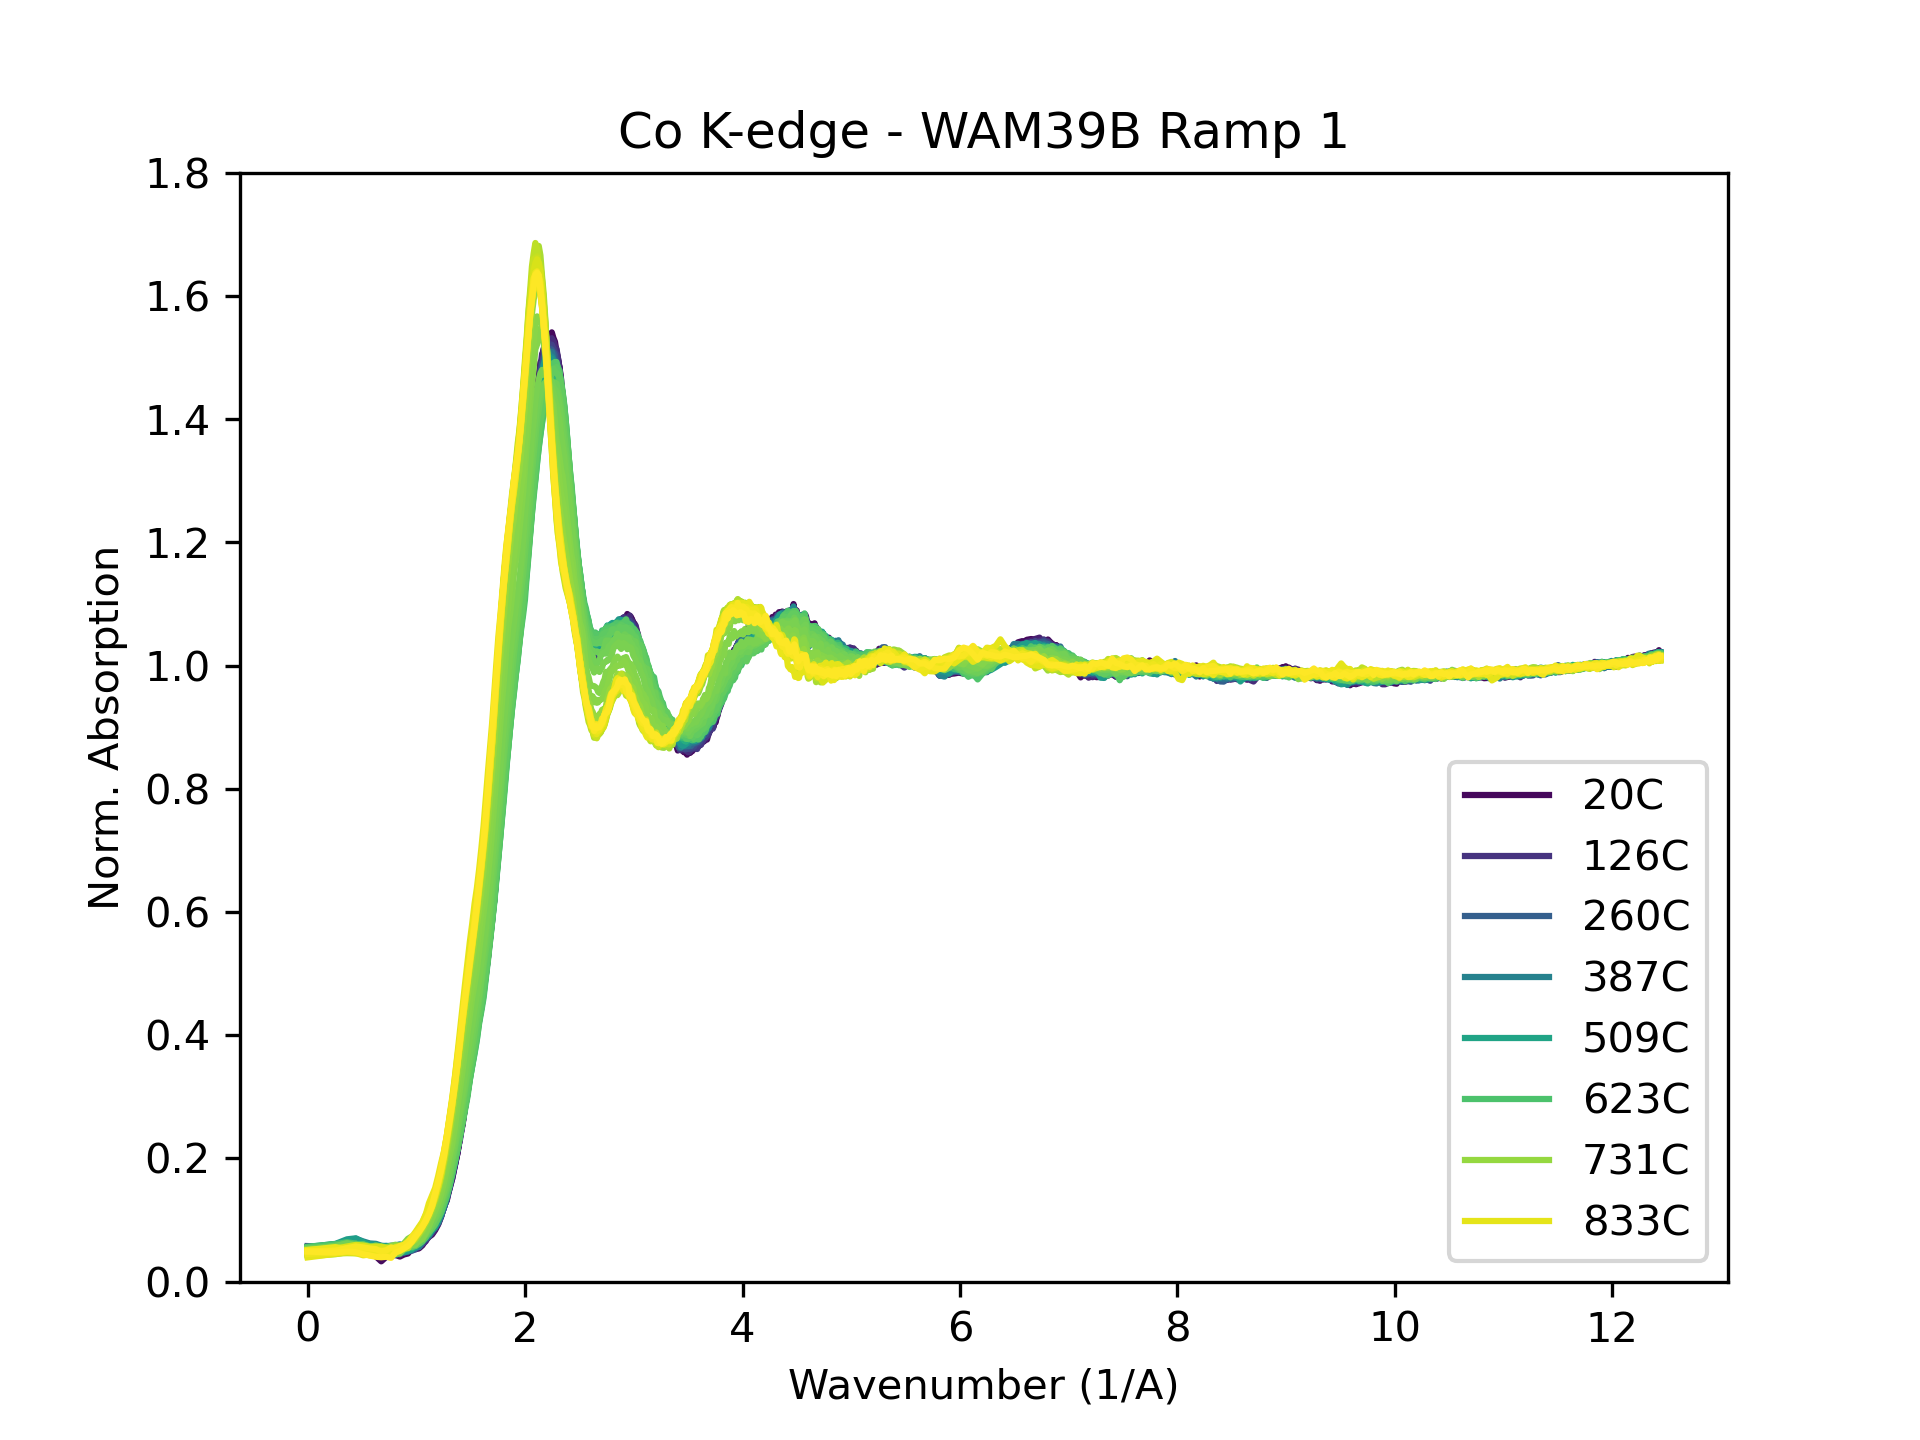 Co K-edge - WAM39B Ramp 1
1.8
1.6
1.4
1.2
1.0
0.8
0.6
0.4
0.2
0.0
Norm. Absorption
20C
126C
260C
387C
509C
623C
731C
833C
0 2 4 6 8 10 12
Wavenumber (1/A)